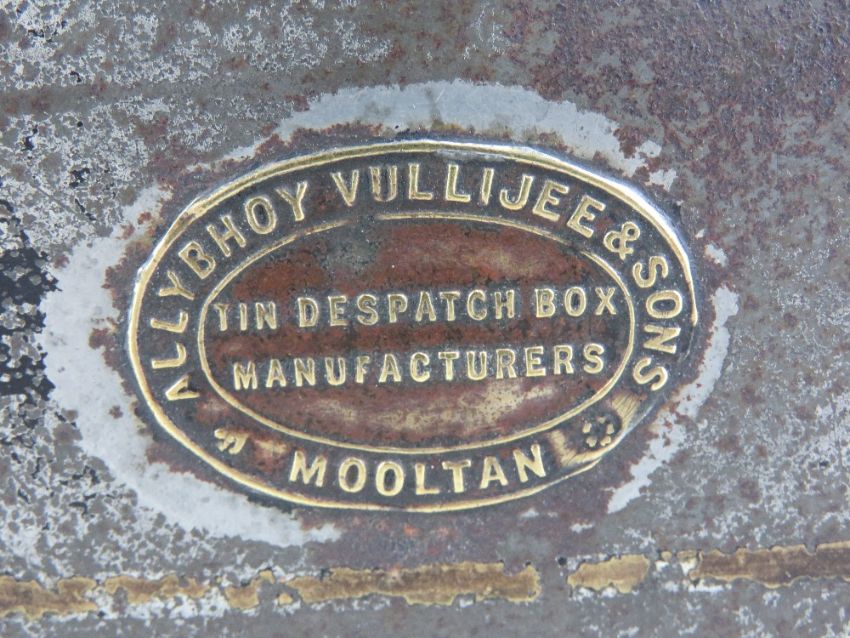 ALLYBHOY VULLIJEE & SONS
TIN DESPATCH BOX
MANUFACTURERS
MOOLTAN